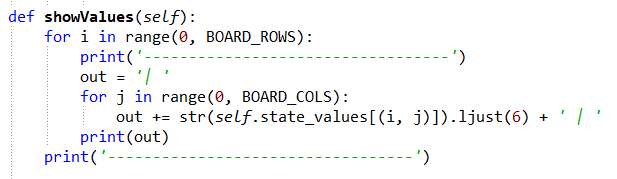 def showValues(self):
    for i in range(0, BOARD_ROWS):
        print('----------------------------------')
        out = '| '
        for j in range(0, BOARD_COLS):
            out += str(self.state_values[(i, j)]).ljust(6) + ' | '
        print(out)
    print('----------------------------------')